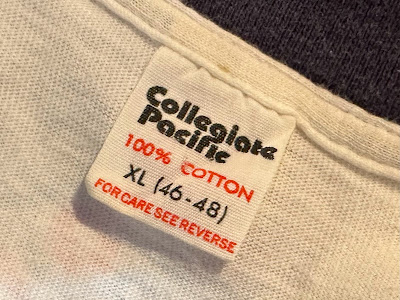 Collegiate
Pacific
100% COTTON
XL (46-48)
FOR CARE SEE REVERSE